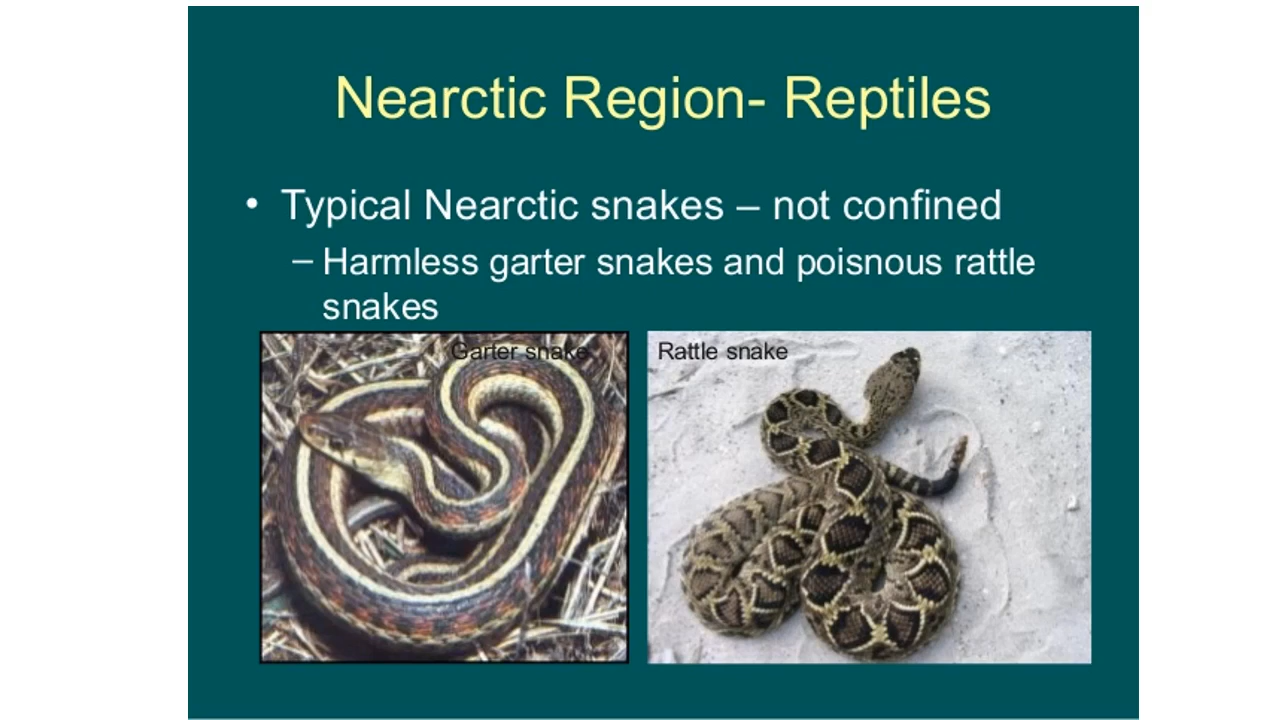 Nearctic Region- Reptiles
• Typical Nearctic snakes – not confined
– Harmless garter snakes and poisnous rattle
snakes
Garter snake
Rattle snake